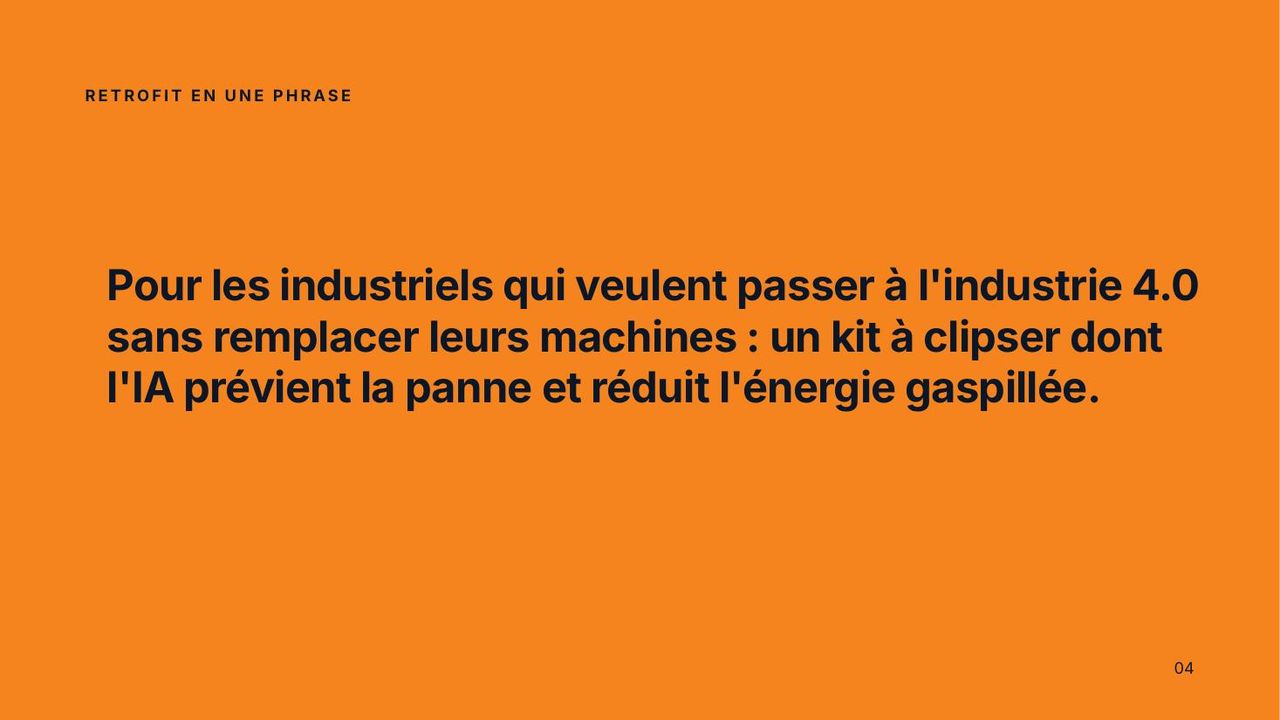 RETROFIT EN UNE PHRASE
Pour les industriels qui veulent passer à l'industrie 4.0
sans remplacer leurs machines : un kit à clipser dont
l'IA prévient la panne et réduit l'énergie gaspillée.
04